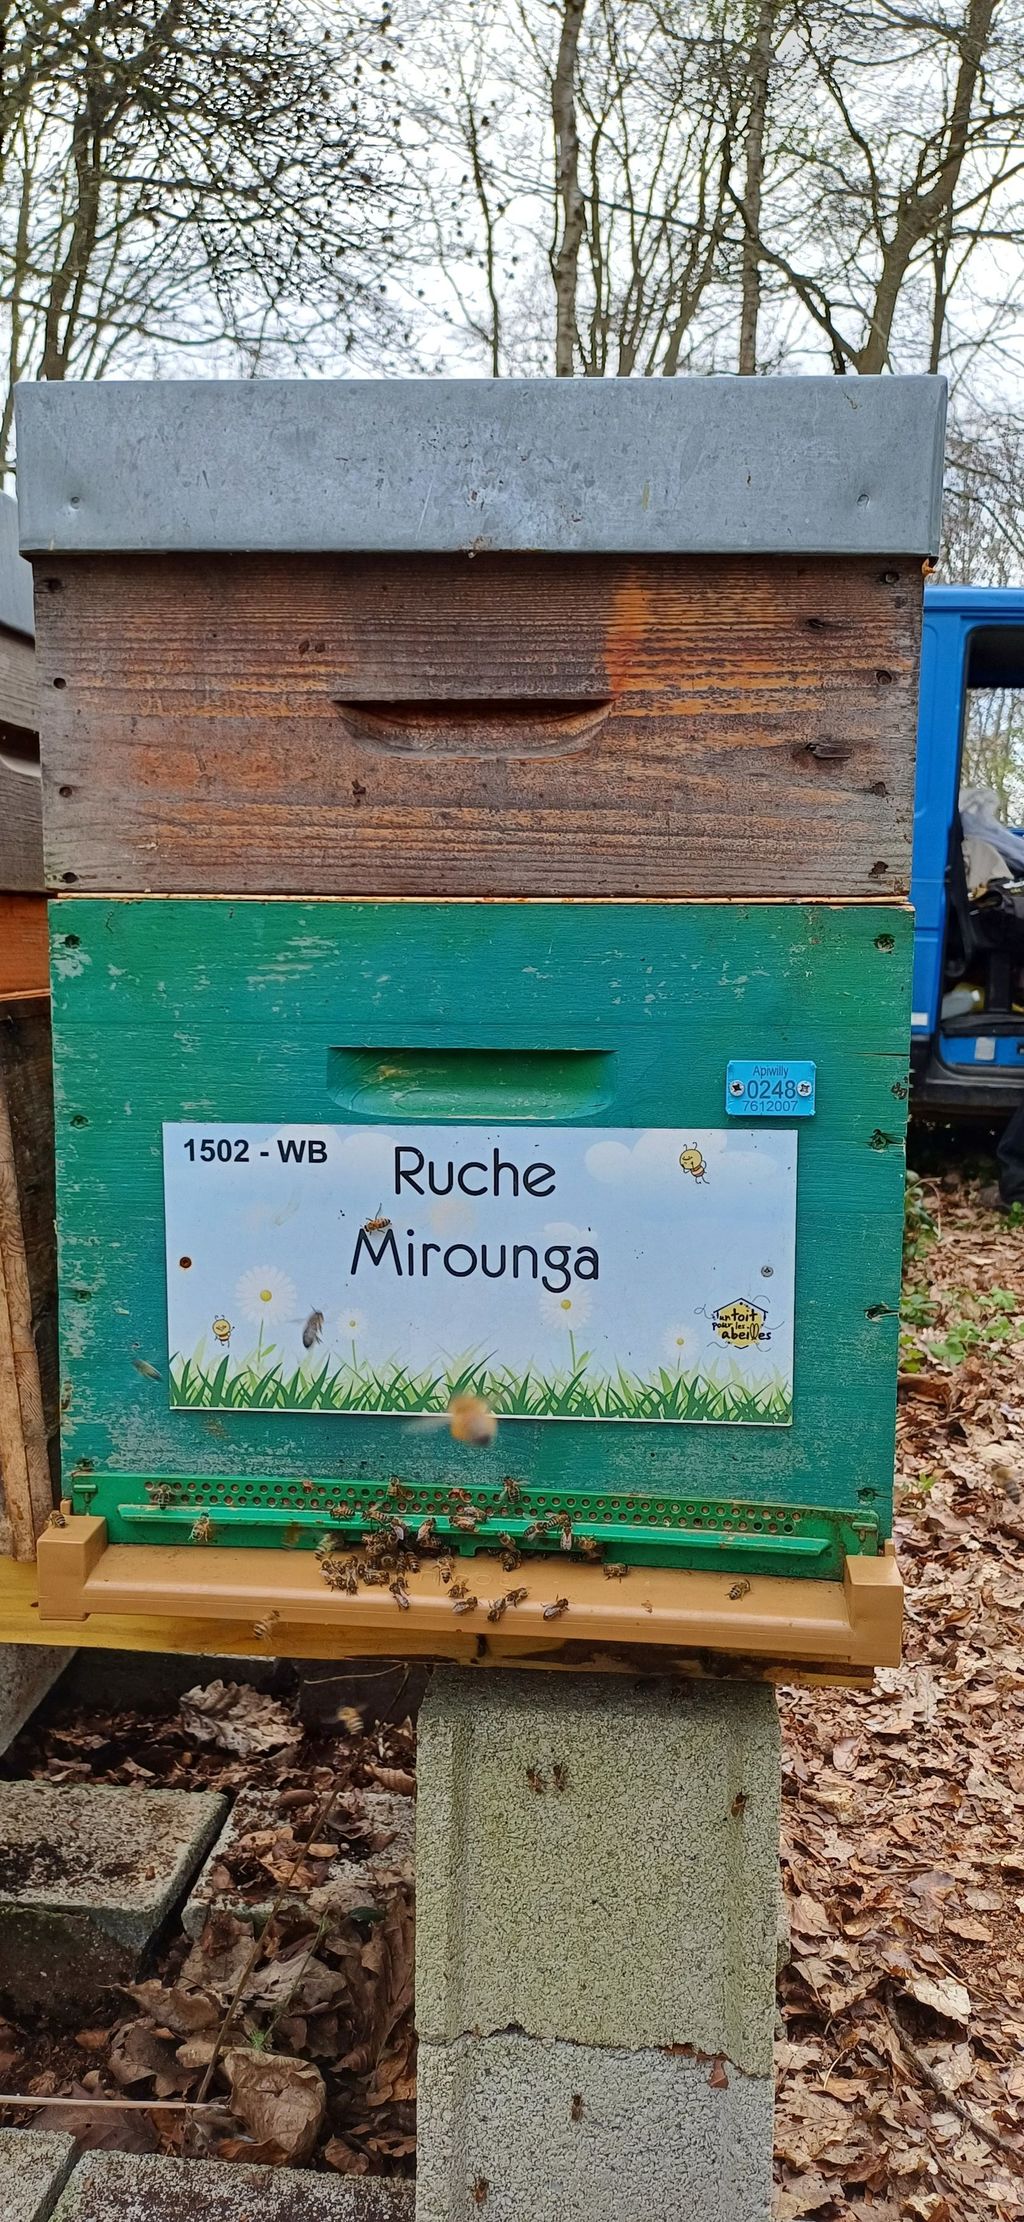 Apiwilly
0248
7612007
1502 - WB
Ruche
Mirounga
un toit
pour les
abeilles